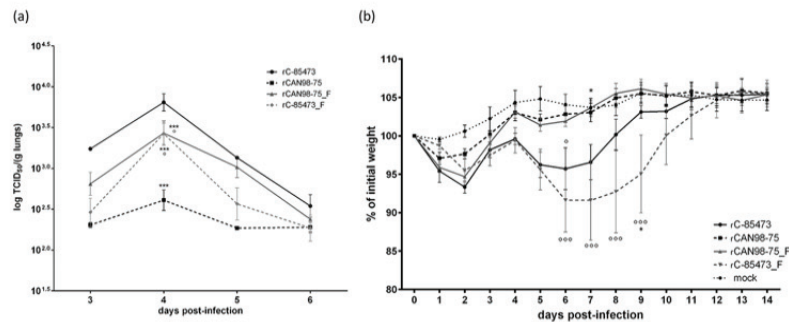 (a)
(b)
log TCID50/(g lungs)
10^4.5
10^4.0
10^3.5
10^3.0
10^2.5
10^2.0
10^1.5
3 4 5 6
days post-infection
rC-85473
rCAN98-75
rCAN98-75_F
rC-85473_F
***
°
***
°
***
% of initial weight
110
105
100
95
90
85
80
0 1 2 3 4 5 6 7 8 9 10 11 12 13 14
days post-infection
*
°
°°°
°°°
°°°
°°°
*
rC-85473
rCAN98-75
rCAN98-75_F
rC-85473_F
mock